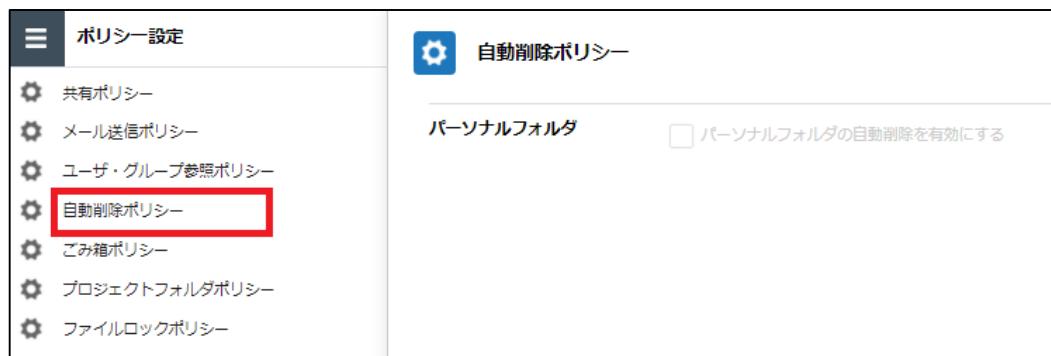 ポリシー設定
共有ポリシー
メール送信ポリシー
ユーザ・グループ参照ポリシー
自動削除ポリシー
ごみ箱ポリシー
プロジェクトフォルダポリシー
ファイルロックポリシー
自動削除ポリシー
パーソナルフォルダ
パーソナルフォルダの自動削除を有効にする